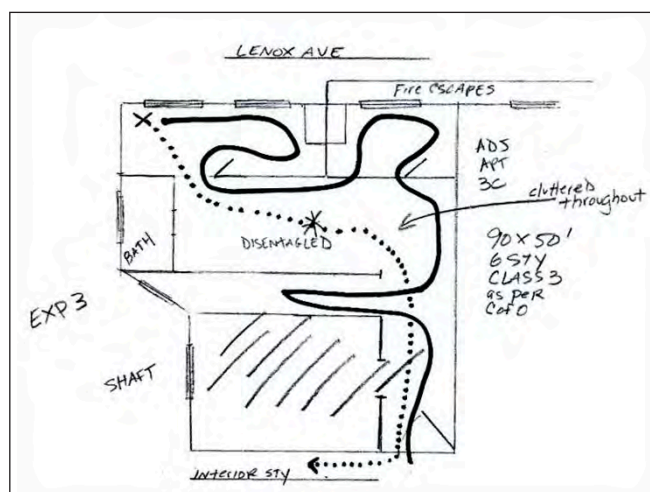 LENOX AVE
Fire ESCAPES
ADJ
APT
3C
cluttered
throughout
DISENTAGLED
BATH
90 X 50'
6 STY
CLASS 3
as per
C of O
EXP 3
SHAFT
INTERIOR STY